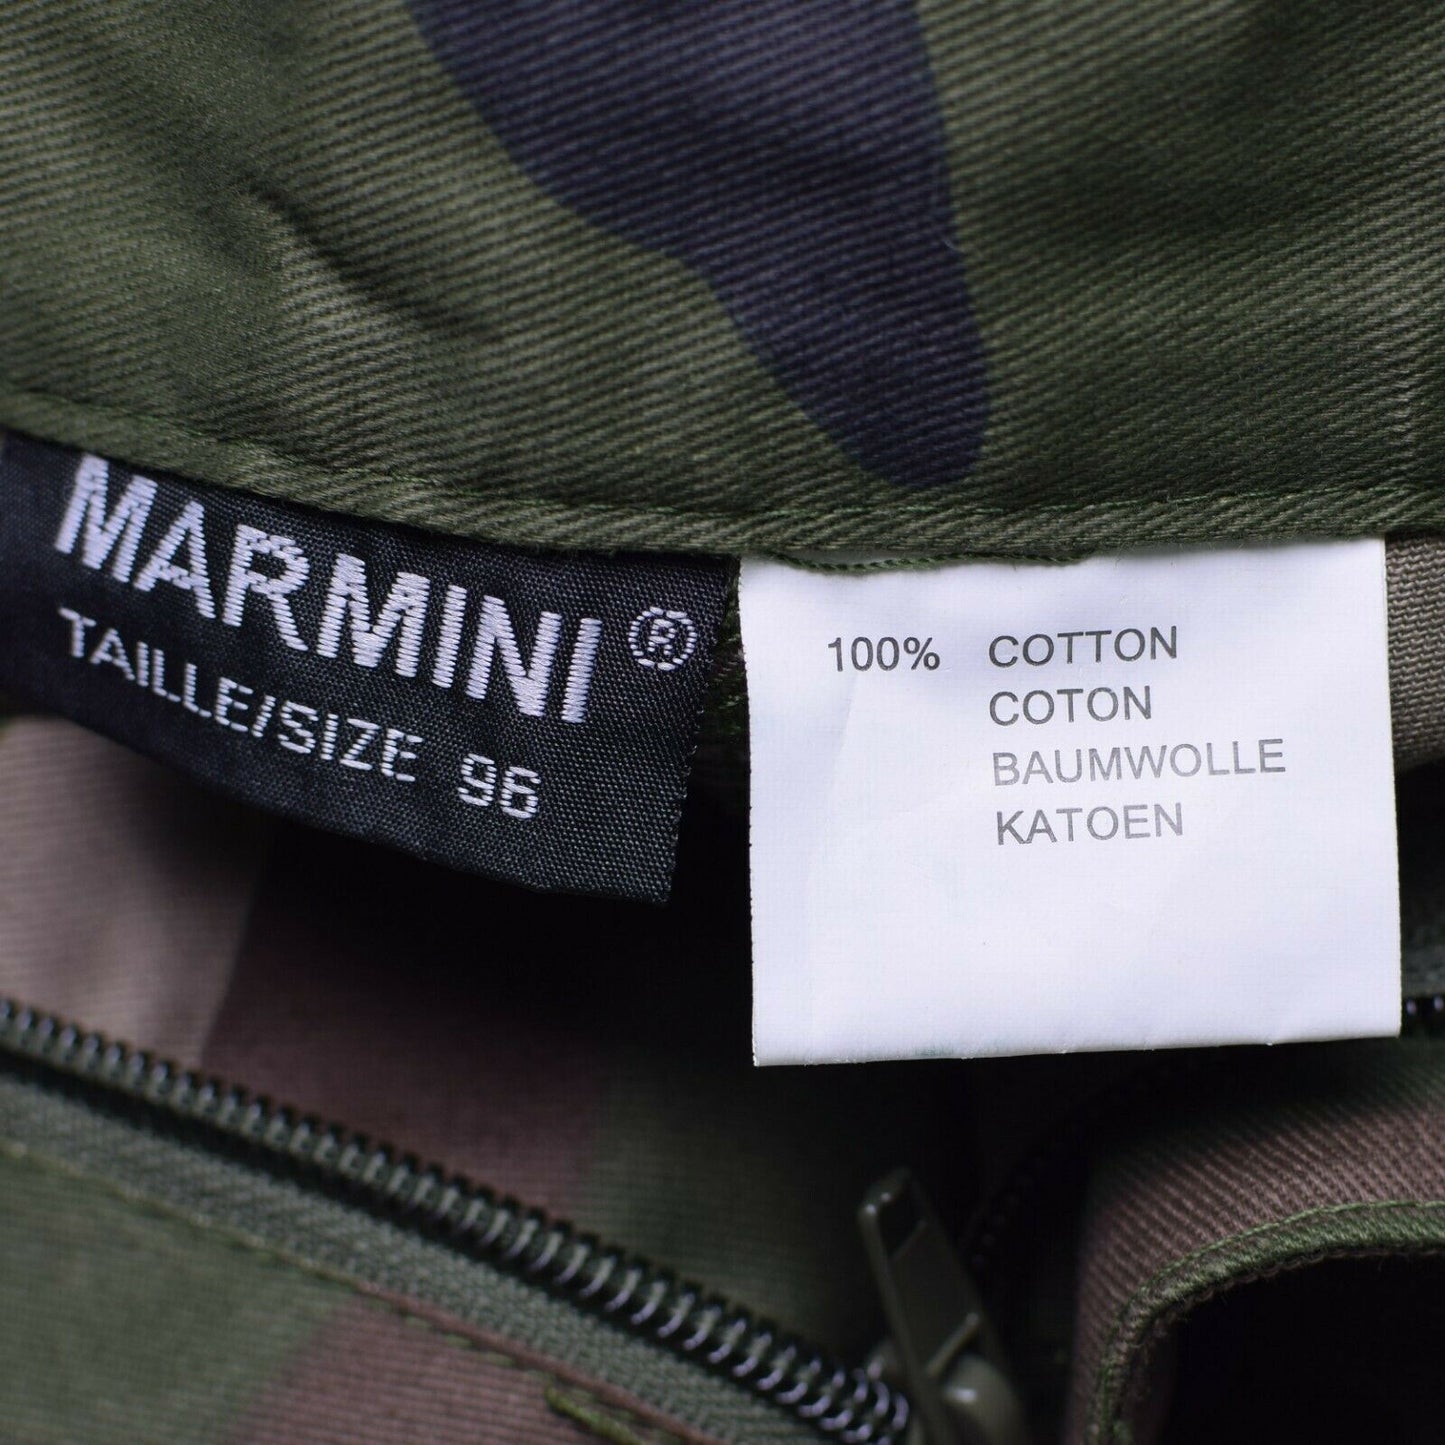 MARMINI®
TAILLE/SIZE 96
100% COTTON
COTON
BAUMWOLLE
KATOEN